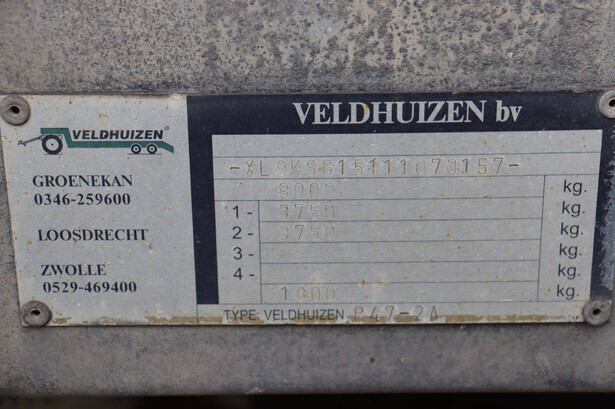 VELDHUIZEN®
GROENEKAN
0346-259600
LOOSDRECHT
ZWOLLE
0529-469400
VELDHUIZEN bv
9000 kg.
1- 3750 kg.
2- 3750 kg.
3- kg.
4- kg.
1900 kg.
TYPE: VELDHUIZEN P47-2A